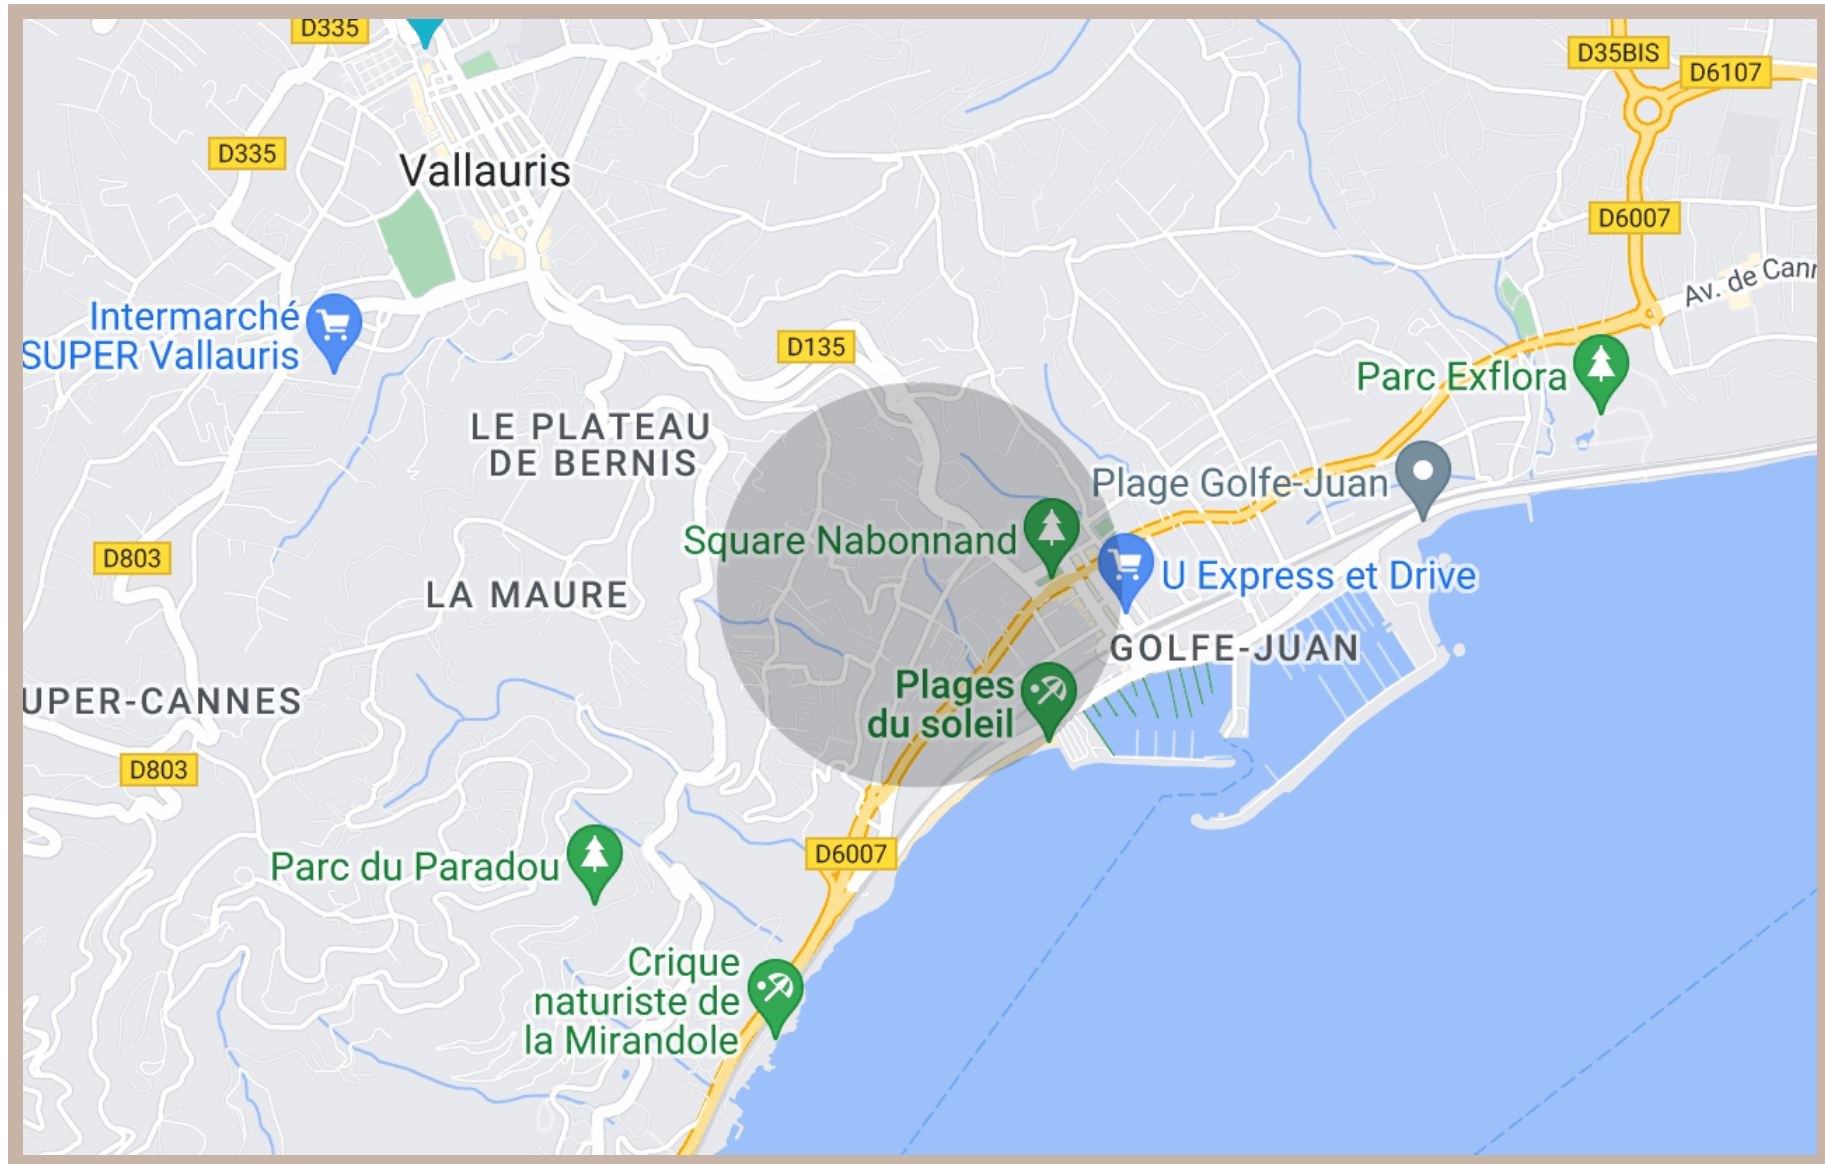 D335
D35BIS
D6107
D335
Vallauris
D6007
Av. de Cann
Intermarché
SUPER Vallauris
D135
Parc Exflora
LE PLATEAU
DE BERNIS
Plage Golfe-Juan
Square Nabonnand
D803
U Express et Drive
LA MAURE
GOLFE-JUAN
UPER-CANNES
Plages
du soleil
D803
D6007
Parc du Paradou
Crique
naturiste de
la Mirandole